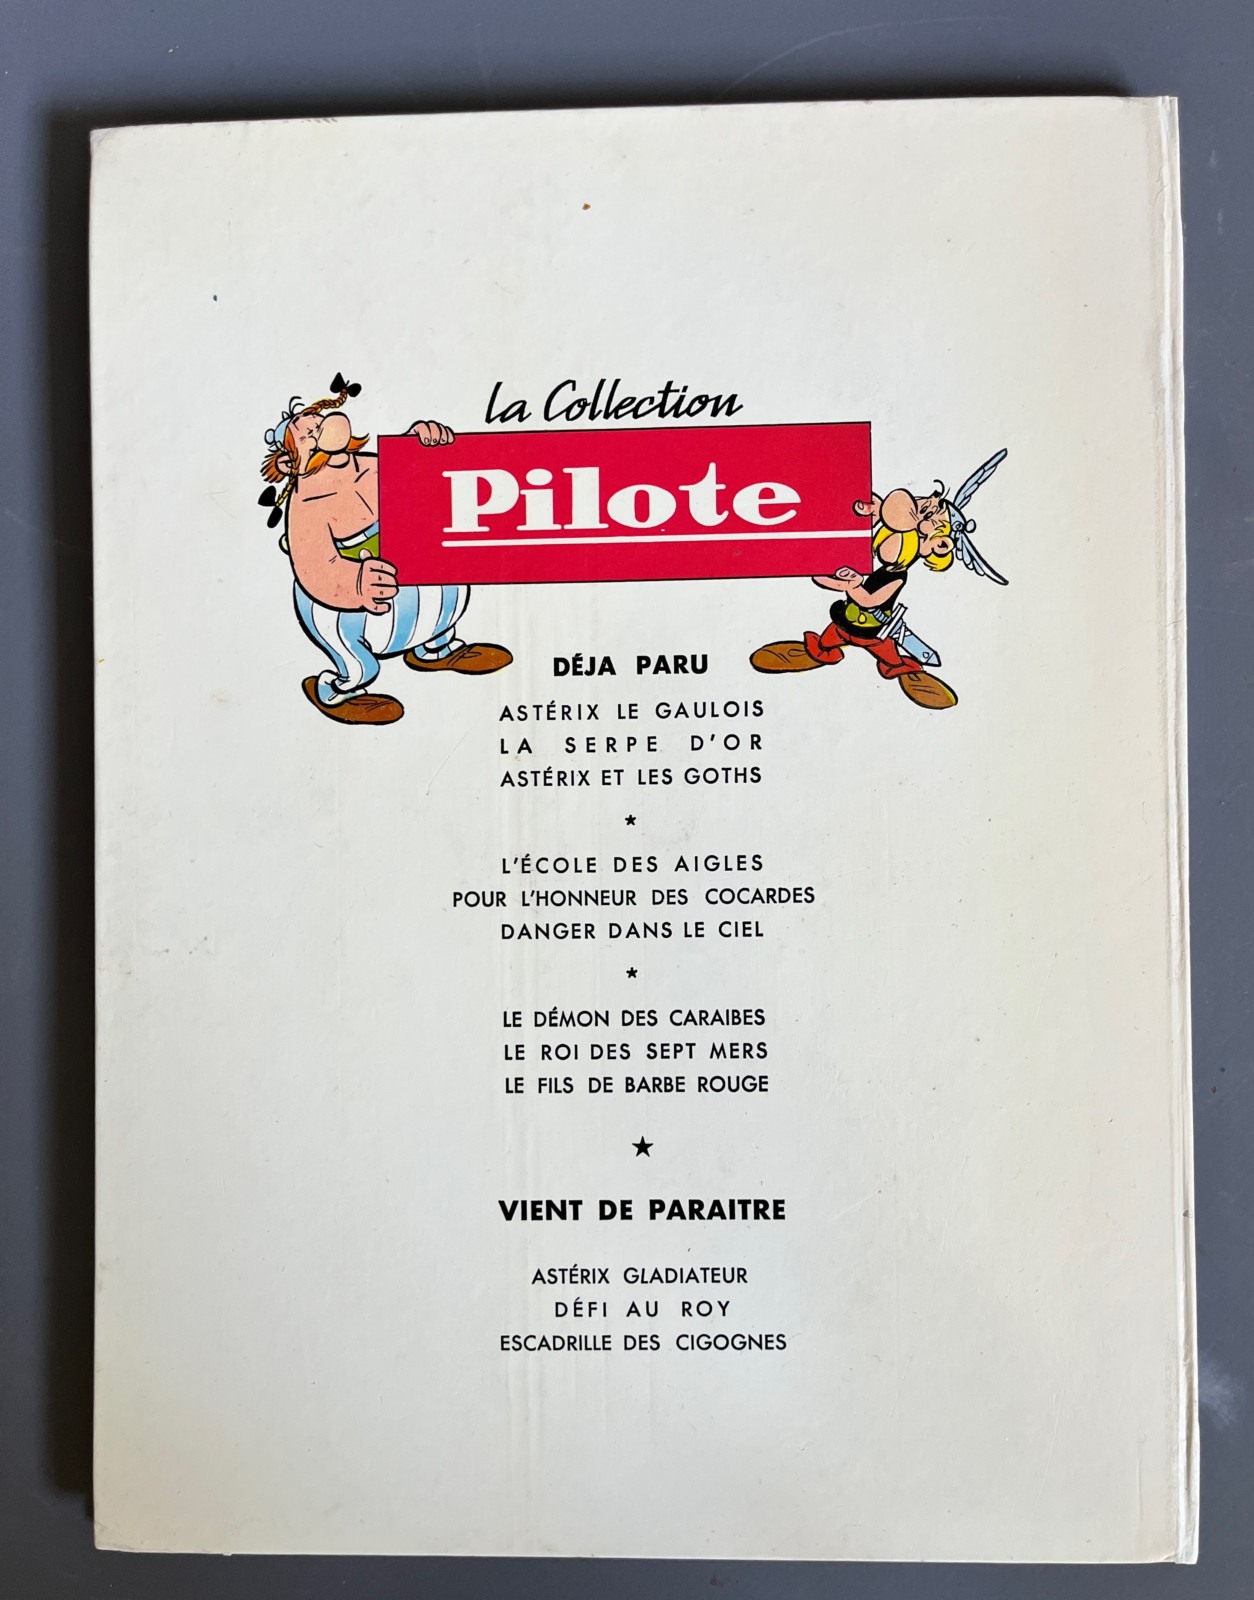 La Collection
Pilote
DÉJA PARU
ASTÉRIX LE GAULOIS
LA SERPE D'OR
ASTÉRIX ET LES GOTHS
*
L'ÉCOLE DES AIGLES
POUR L'HONNEUR DES COCARDES
DANGER DANS LE CIEL
*
LE DÉMON DES CARAIBES
LE ROI DES SEPT MERS
LE FILS DE BARBE ROUGE
★
VIENT DE PARAITRE
ASTÉRIX GLADIATEUR
DÉFI AU ROY
ESCADRILLE DES CIGOGNES